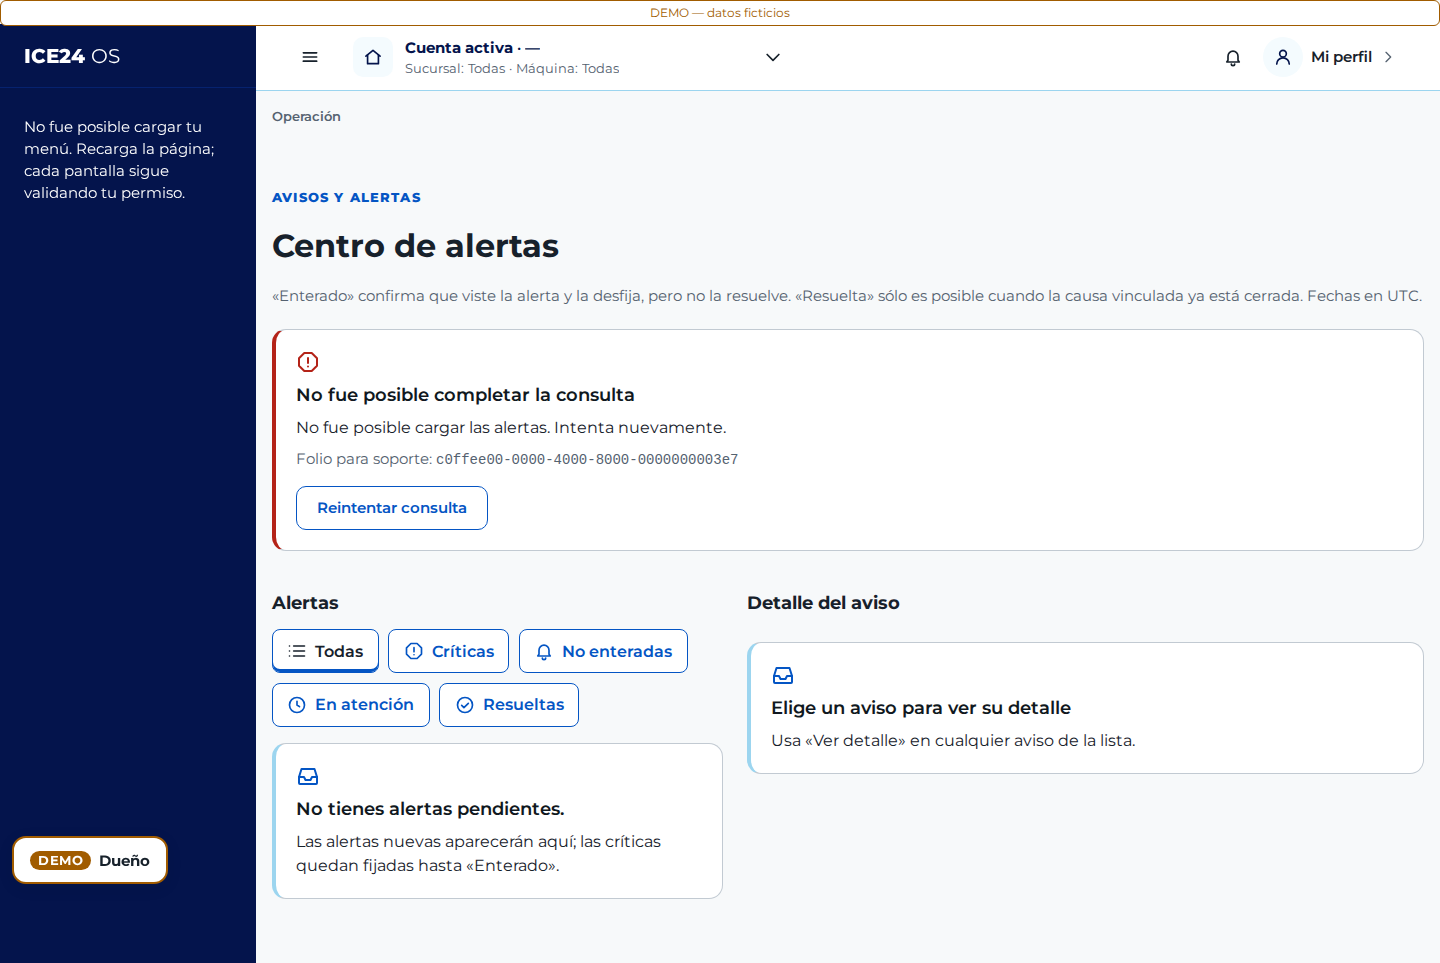 DEMO — datos ficticios
ICE24 OS
Cuenta activa · —
Sucursal: Todas · Máquina: Todas
Mi perfil
No fue posible cargar tu
menú. Recarga la página;
cada pantalla sigue
validando tu permiso.
Operación
AVISOS Y ALERTAS
Centro de alertas
«Enterado» confirma que viste la alerta y la desfija, pero no la resuelve. «Resuelta» sólo es posible cuando la causa vinculada ya está cerrada. Fechas en UTC.
No fue posible completar la consulta
No fue posible cargar las alertas. Intenta nuevamente.
Folio para soporte: c0ffee00-0000-4000-8000-0000000003e7
Reintentar consulta
Alertas
Todas
Críticas
No enteradas
En atención
Resueltas
No tienes alertas pendientes.
Las alertas nuevas aparecerán aquí; las críticas
quedan fijadas hasta «Enterado».
Detalle del aviso
Elige un aviso para ver su detalle
Usa «Ver detalle» en cualquier aviso de la lista.
DEMO Dueño